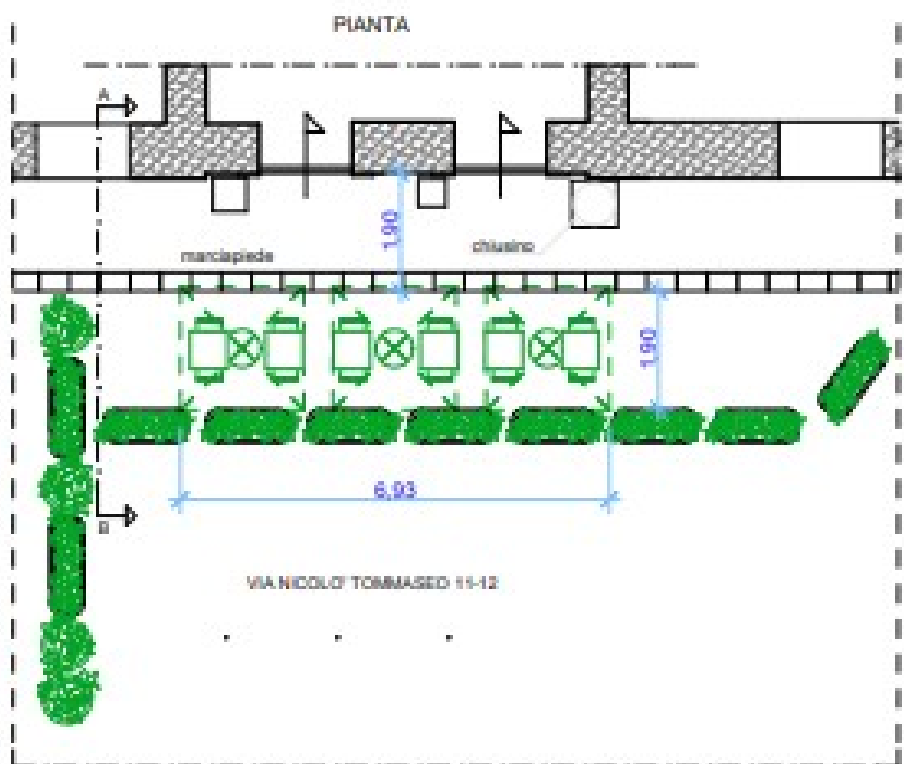 PIANTA
A
1,90
marciapiede
chiusino
1,90
6,93
B
VIA NICOLO' TOMMASEO 11-12